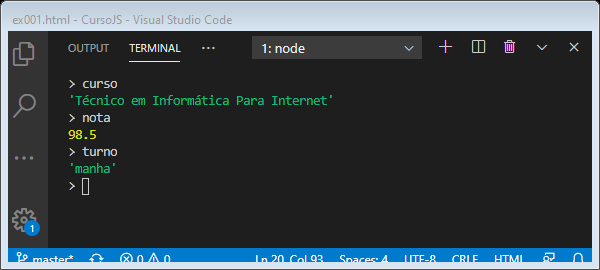 ex001.html - CursoJS - Visual Studio Code
OUTPUT TERMINAL ··· 1: node
> curso
'Técnico em Informática Para Internet'
> nota
98.5
> turno
'manha'
>
1
master* 0 0 Ln 20, Col 93 Spaces: 4 UTF-8 CRLF HTML